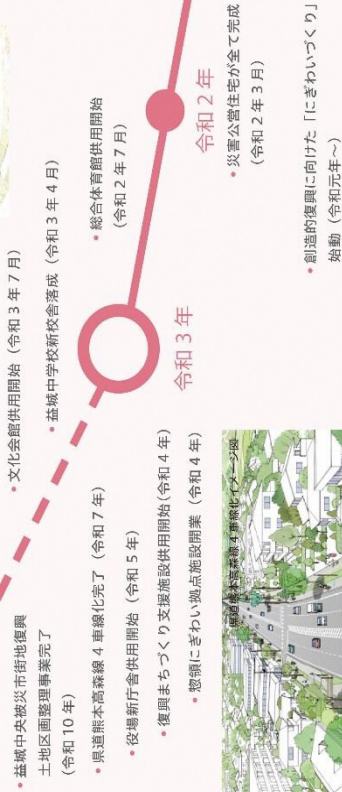 ・益城中央被災市街地復興
土地区画整理事業完了
（令和 10 年）
・県道熊本高森線 4 車線化完了（令和 7 年）
・役場新庁舎供用開始（令和 5 年）
・復興まちづくり支援施設供用開始（令和 4 年）
・惣領にぎわい拠点施設開業（令和 4 年）
県道熊本高森線 4 車線化イメージ図
・文化会館供用開始（令和 3 年 7 月）
・益城中学校新校舎落成（令和 3 年 4 月）
令和 3 年
・総合体育館供用開始
（令和 2 年 7 月）
令和 2 年
・災害公営住宅が全て完成
（令和 2 年 3 月）
・創造的復興に向けた「にぎわいづくり」
始動（令和元年～）